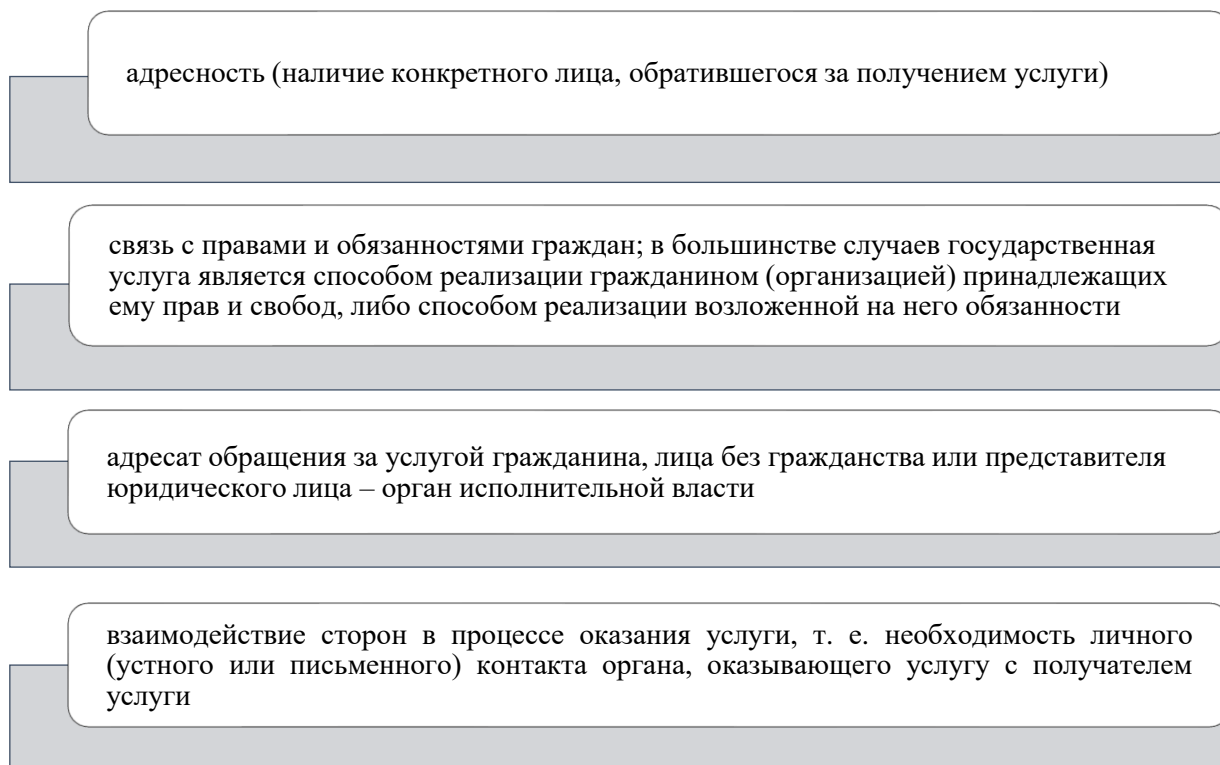 адресность (наличие конкретного лица, обратившегося за получением услуги)
связь с правами и обязанностями граждан; в большинстве случаев государственная
услуга является способом реализации гражданином (организацией) принадлежащих
ему прав и свобод, либо способом реализации возложенной на него обязанности
адресат обращения за услугой гражданина, лица без гражданства или представителя
юридического лица – орган исполнительной власти
взаимодействие сторон в процессе оказания услуги, т. е. необходимость личного
(устного или письменного) контакта органа, оказывающего услугу с получателем
услуги